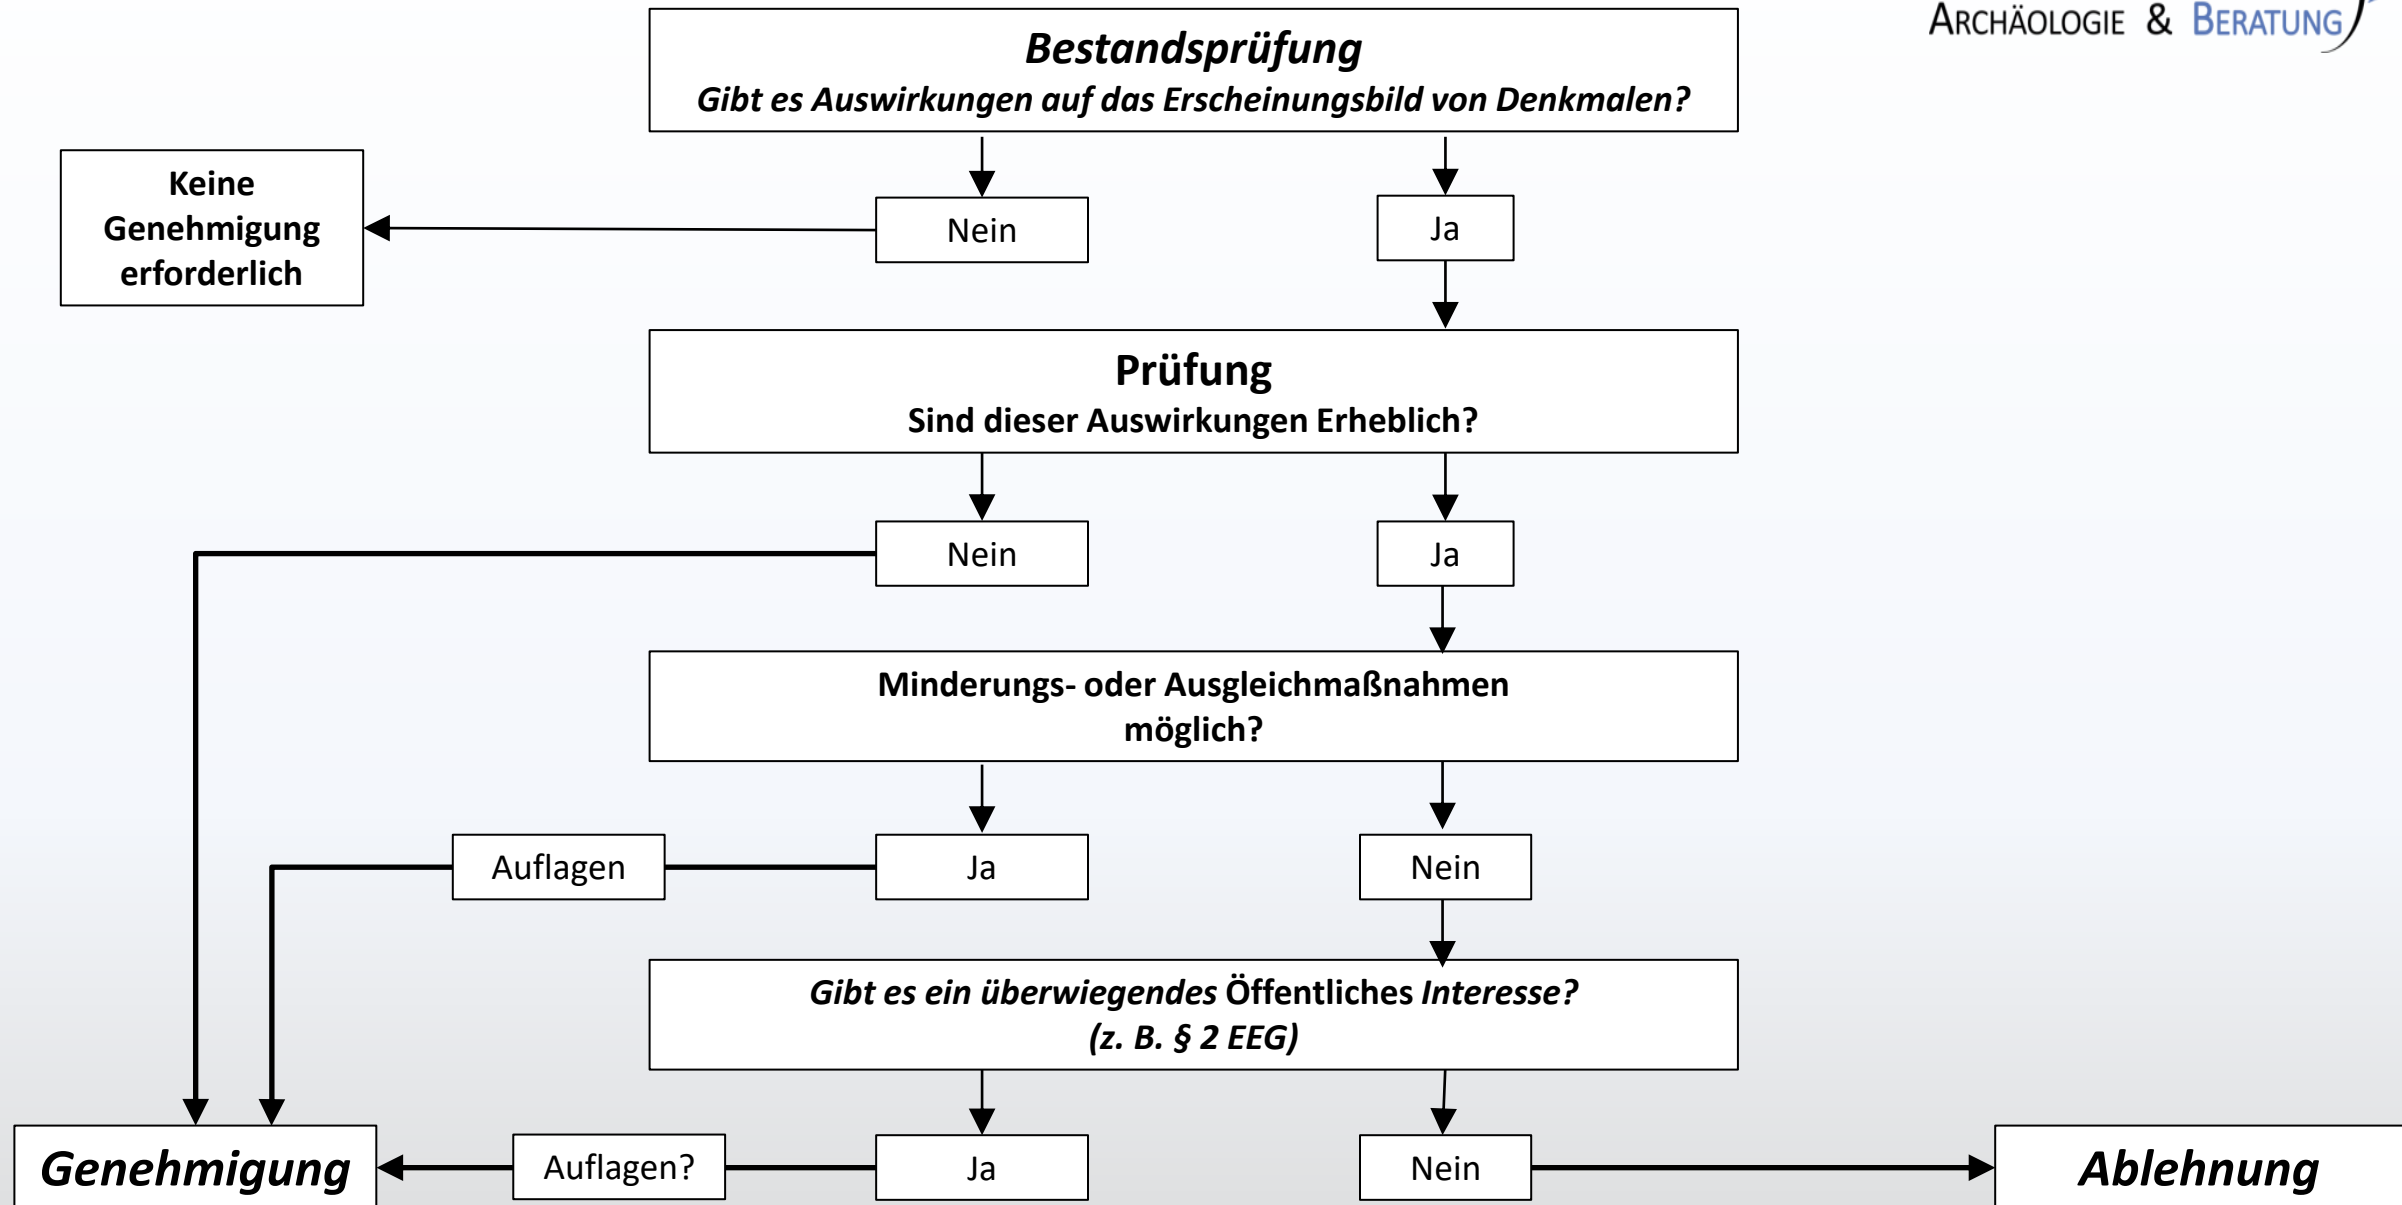 ARCHÄOLOGIE & BERATUNG
Bestandsprüfung
Gibt es Auswirkungen auf das Erscheinungsbild von Denkmalen?
Keine
Genehmigung
erforderlich
Nein
Ja
Prüfung
Sind dieser Auswirkungen Erheblich?
Nein
Ja
Minderungs- oder Ausgleichmaßnahmen
möglich?
Auflagen
Ja
Nein
Gibt es ein überwiegendes Öffentliches Interesse?
(z. B. § 2 EEG)
Genehmigung
Auflagen?
Ja
Nein
Ablehnung